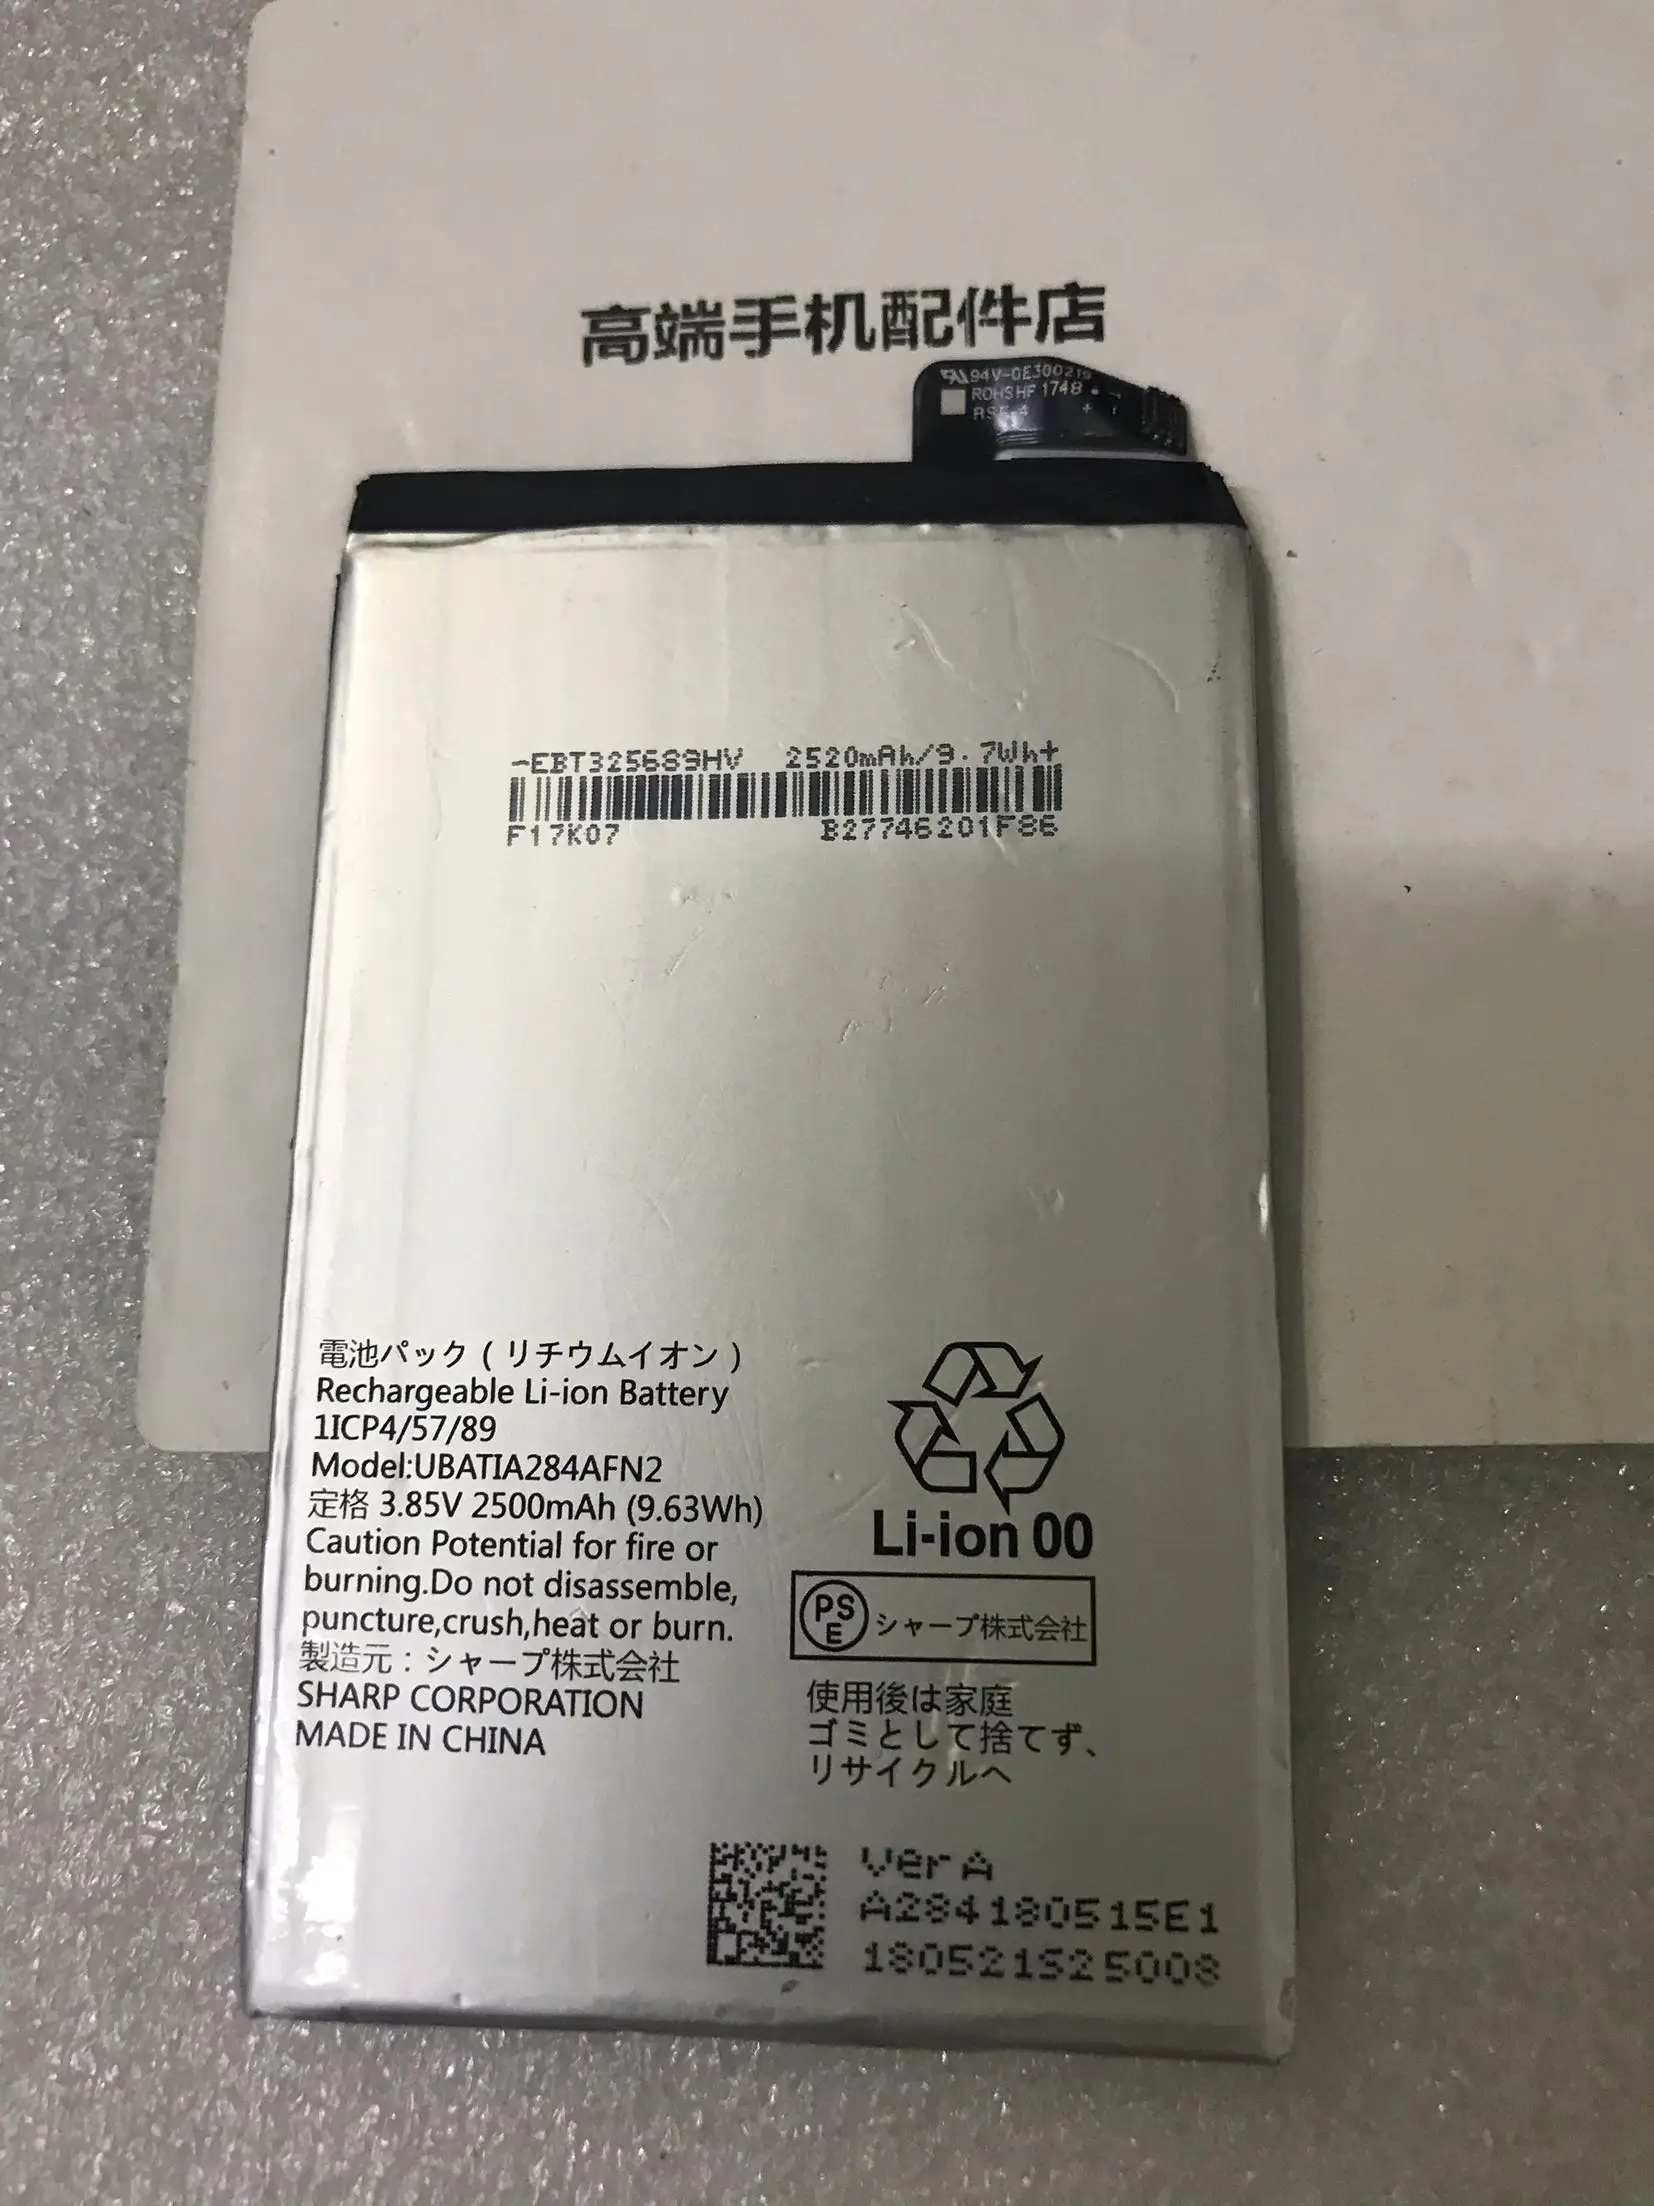 高端手机配件店
94V-0E300219
ROHSHF 1748
-EBT325689HV 2520mAh/9.7Wh+
F17K07 B27746201F86
電池パック ( リチウムイオン )
Rechargeable Li-ion Battery
1ICP4/57/89
Model:UBATIA284AFN2
定格 3.85V 2500mAh (9.63Wh)
Caution Potential for fire or
burning.Do not disassemble,
puncture,crush,heat or burn.
製造元 : シャープ株式会社
SHARP CORPORATION
MADE IN CHINA
Li-ion 00
PSE シャープ株式会社
使用後は家庭
ゴミとして捨てず、
リサイクルへ
Ver A
A284180515E1
180521S25008